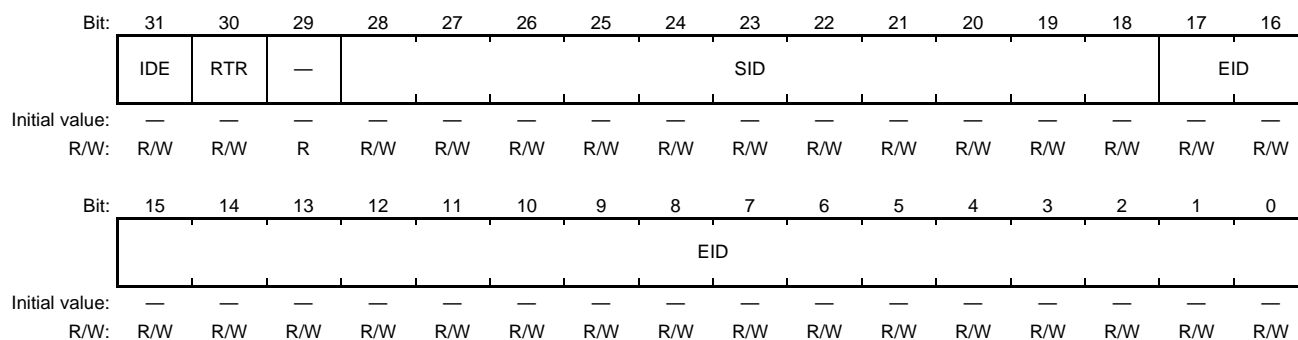 Bit: 31 30 29 28 27 26 25 24 23 22 21 20 19 18 17 16
IDE RTR — SID EID
Initial value: — — — — — — — — — — — — — — — —
R/W: R/W R/W R R/W R/W R/W R/W R/W R/W R/W R/W R/W R/W R/W R/W R/W
Bit: 15 14 13 12 11 10 9 8 7 6 5 4 3 2 1 0
EID
Initial value: — — — — — — — — — — — — — — — —
R/W: R/W R/W R/W R/W R/W R/W R/W R/W R/W R/W R/W R/W R/W R/W R/W R/W